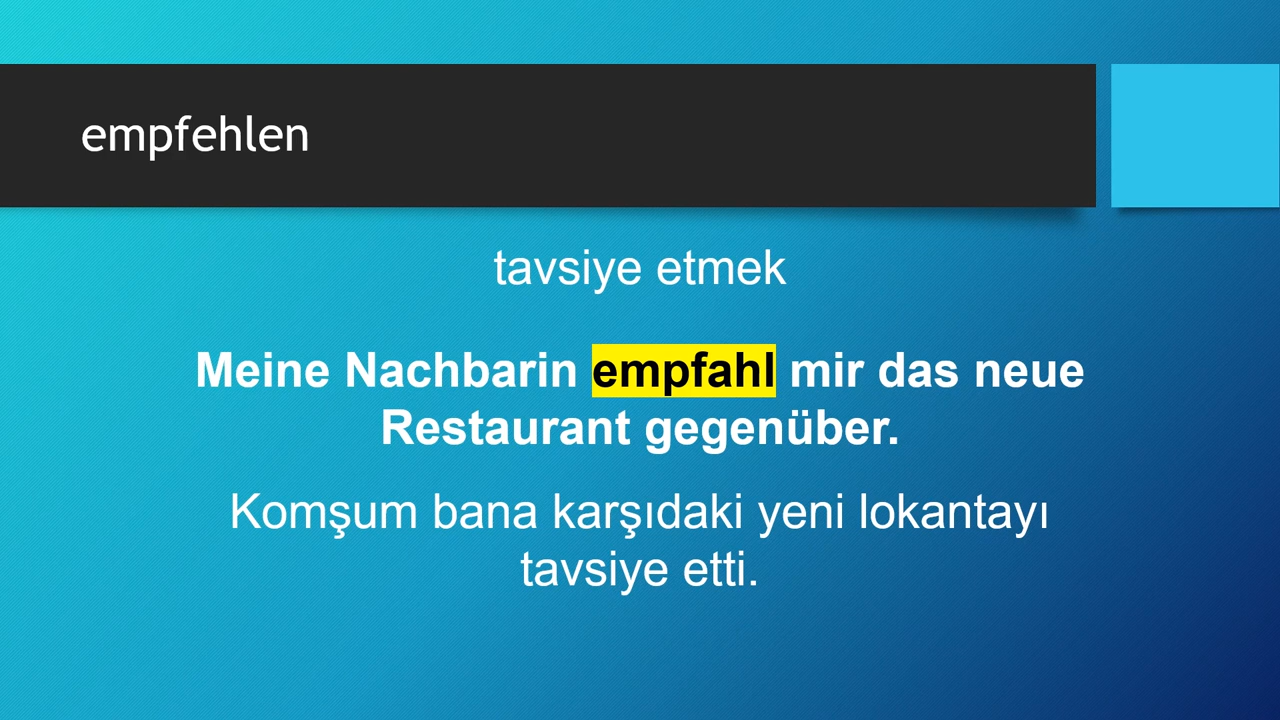 empfehlen
tavsiye etmek
Meine Nachbarin empfahl mir das neue
Restaurant gegenüber.
Komşum bana karşıdaki yeni lokantayı
tavsiye etti.